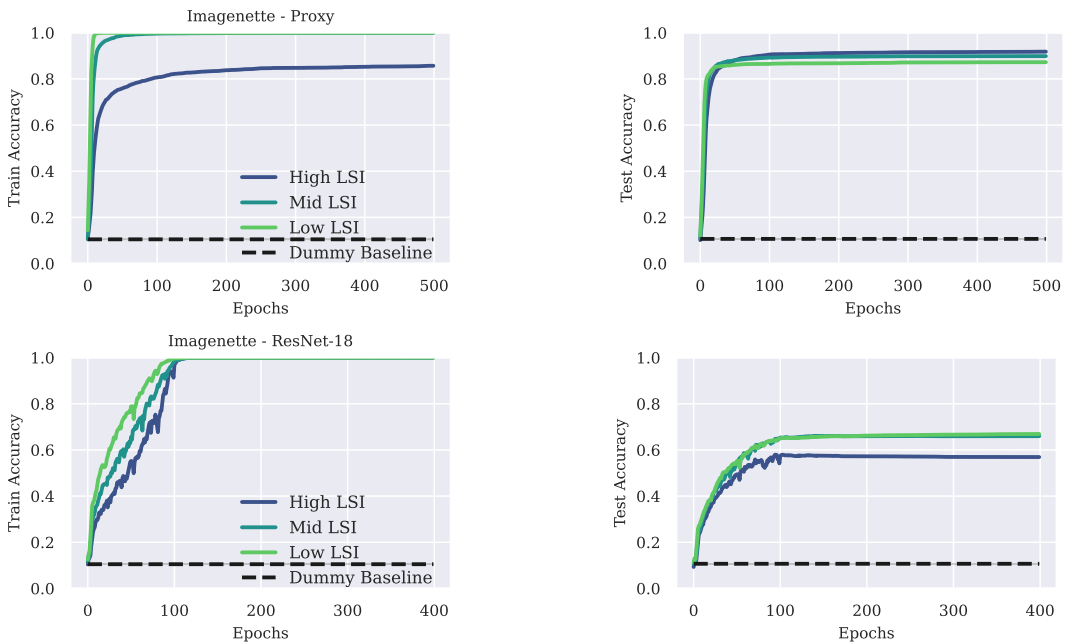 Imagenette - Proxy
1.0
0.8
0.6
0.4
0.2
0.0
Train Accuracy
High LSI
Mid LSI
Low LSI
Dummy Baseline
0 100 200 300 400 500
Epochs
1.0
0.8
0.6
0.4
0.2
0.0
Test Accuracy
0 100 200 300 400 500
Epochs
Imagenette - ResNet-18
1.0
0.8
0.6
0.4
0.2
0.0
Train Accuracy
High LSI
Mid LSI
Low LSI
Dummy Baseline
0 100 200 300 400
Epochs
1.0
0.8
0.6
0.4
0.2
0.0
Test Accuracy
0 100 200 300 400
Epochs